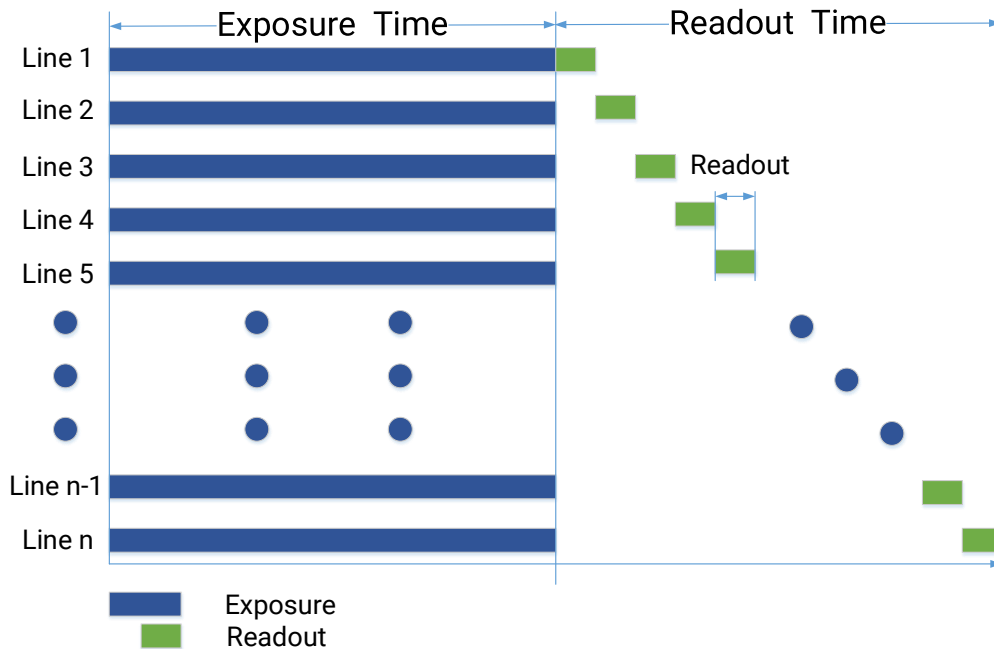 Exposure Time
Readout Time
Line 1
Line 2
Line 3
Readout
Line 4
Line 5
Line n-1
Line n
Exposure
Readout